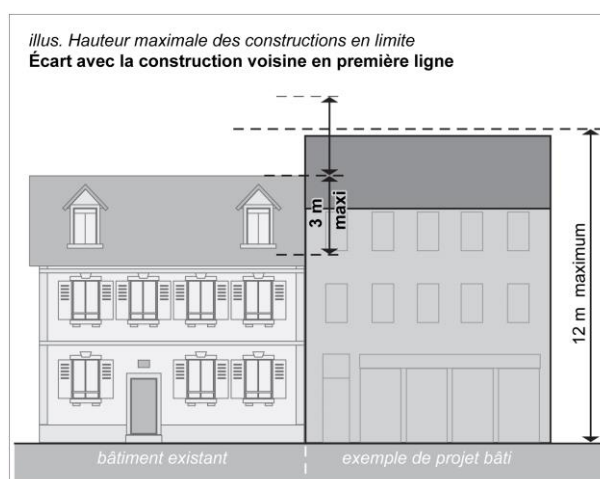 illus. Hauteur maximale des constructions en limite
Écart avec la construction voisine en première ligne
3 m
maxi
12 m maximum
bâtiment existant
exemple de projet bâti